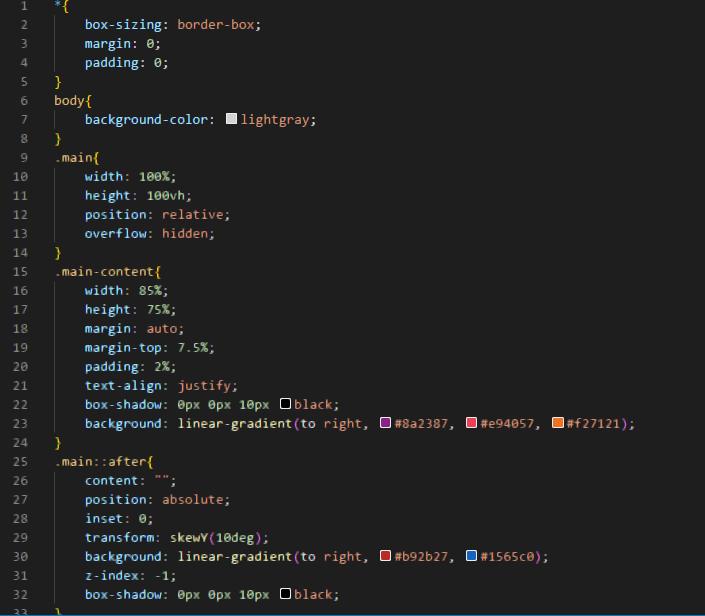 1 *{
2 box-sizing: border-box;
3 margin: 0;
4 padding: 0;
5 }
6 body{
7 background-color: lightgray;
8 }
9 .main{
10 width: 100%;
11 height: 100vh;
12 position: relative;
13 overflow: hidden;
14 }
15 .main-content{
16 width: 85%;
17 height: 75%;
18 margin: auto;
19 margin-top: 7.5%;
20 padding: 2%;
21 text-align: justify;
22 box-shadow: 0px 0px 10px black;
23 background: linear-gradient(to right, #8a2387, #e94057, #f27121);
24 }
25 .main::after{
26 content: "";
27 position: absolute;
28 inset: 0;
29 transform: skewY(10deg);
30 background: linear-gradient(to right, #b92b27, #1565c0);
31 z-index: -1;
32 box-shadow: 0px 0px 10px black;
33 }